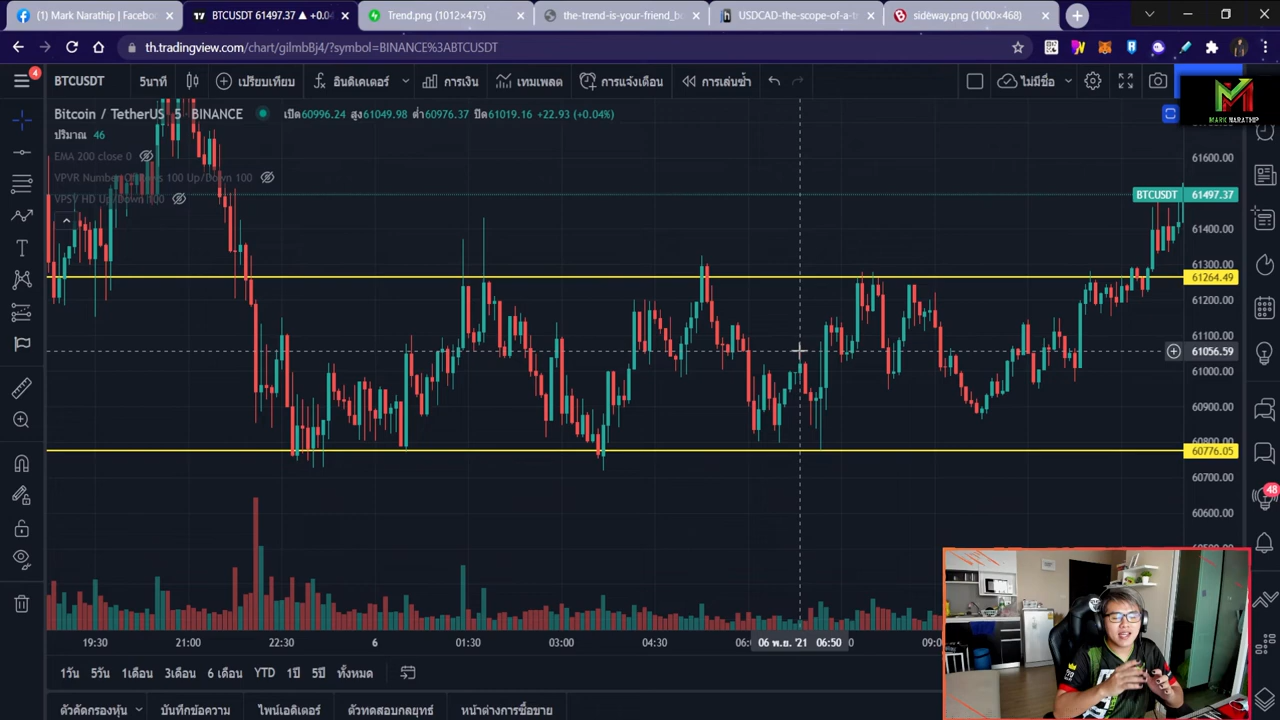 (1) Mark Narathip | Facebook
BTCUSDT 61497.37 ▲ +0.04
Trend.png (1012×475)
the-trend-is-your-friend_b
USDCAD-the-scope-of-a-t
sideway.png (1000×468)
th.tradingview.com/chart/gilmbBj4/?symbol=BINANCE%3ABTCUSDT
4
BTCUSDT
5นาที
เปรียบเทียบ
อินดิเคเตอร์
การเงิน
เทมเพลต
การแจ้งเตือน
การเล่นซ้ำ
ไม่มีชื่อ
MARK NARATHIP
Bitcoin / TetherUS 5 BINANCE
เปิด60996.24 สูง61049.98 ต่ำ60976.37 ปิด61019.16 +22.93 (+0.04%)
ปริมาณ 46
EMA 200 close 0
VPVR Number Of Rows 100 Up/Down 100
VPSV HD Up/Down 100
61600.00
BTCUSDT 61497.37
61400.00
61300.00
61264.49
61200.00
61100.00
61056.59
61000.00
60900.00
60800.00
60776.05
60700.00
60600.00
48
19:30
21:00
22:30
6
01:30
03:00
04:30
06 พ.ย. '21 06:50
1วัน
5วัน
1เดือน
3เดือน
6 เดือน
YTD
1ปี
5ปี
ทั้งหมด
ตัวคัดกรองหุ้น
บันทึกข้อความ
ไพน์เอดิเตอร์
ตัวทดสอบกลยุทธ์
หน้าต่างการซื้อขาย